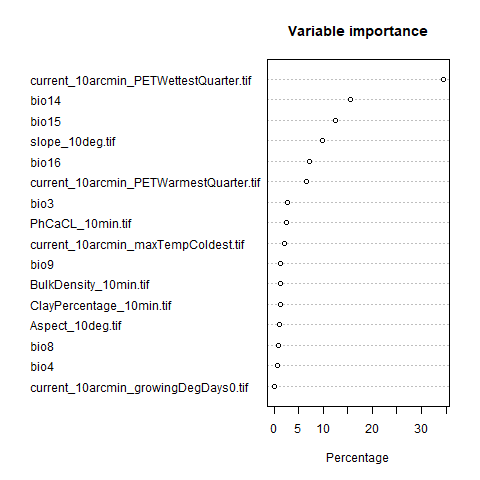 Variable importance
current_10arcmin_PETWettestQuarter.tif
bio14
bio15
slope_10deg.tif
bio16
current_10arcmin_PETWarmestQuarter.tif
bio3
PhCaCL_10min.tif
current_10arcmin_maxTempColdest.tif
bio9
BulkDensity_10min.tif
ClayPercentage_10min.tif
Aspect_10deg.tif
bio8
bio4
current_10arcmin_growingDegDays0.tif
0 5 10 20 30
Percentage